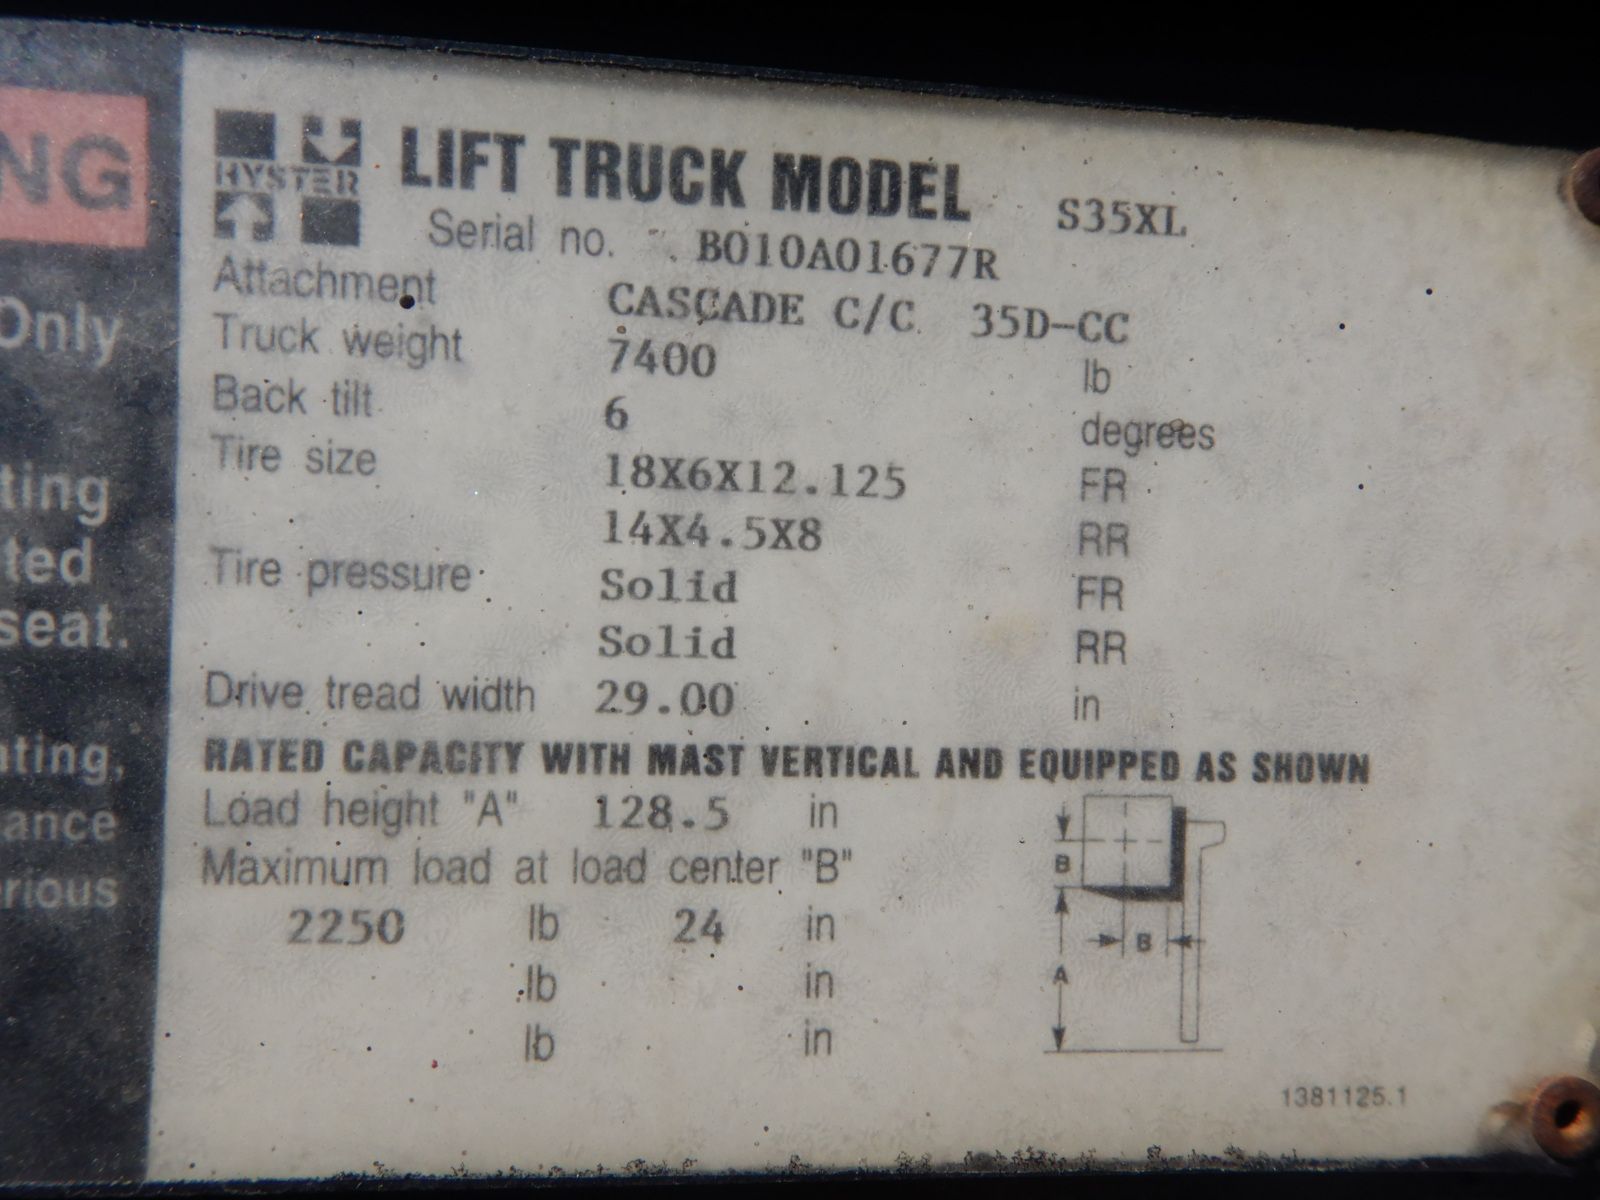 NG
Only
ting
ted
seat.
ating,
ance
erious
HYSTER
LIFT TRUCK MODEL S35XL
Serial no. B010A01677R
Attachment CASCADE C/C 35D-CC
Truck weight 7400 lb
Back tilt 6 degrees
Tire size 18X6X12.125 FR
14X4.5X8 RR
Tire pressure Solid FR
Solid RR
Drive tread width 29.00 in
RATED CAPACITY WITH MAST VERTICAL AND EQUIPPED AS SHOWN
Load height "A" 128.5 in
Maximum load at load center "B"
2250 lb 24 in
lb in
lb in
B
B
A
1381125.1